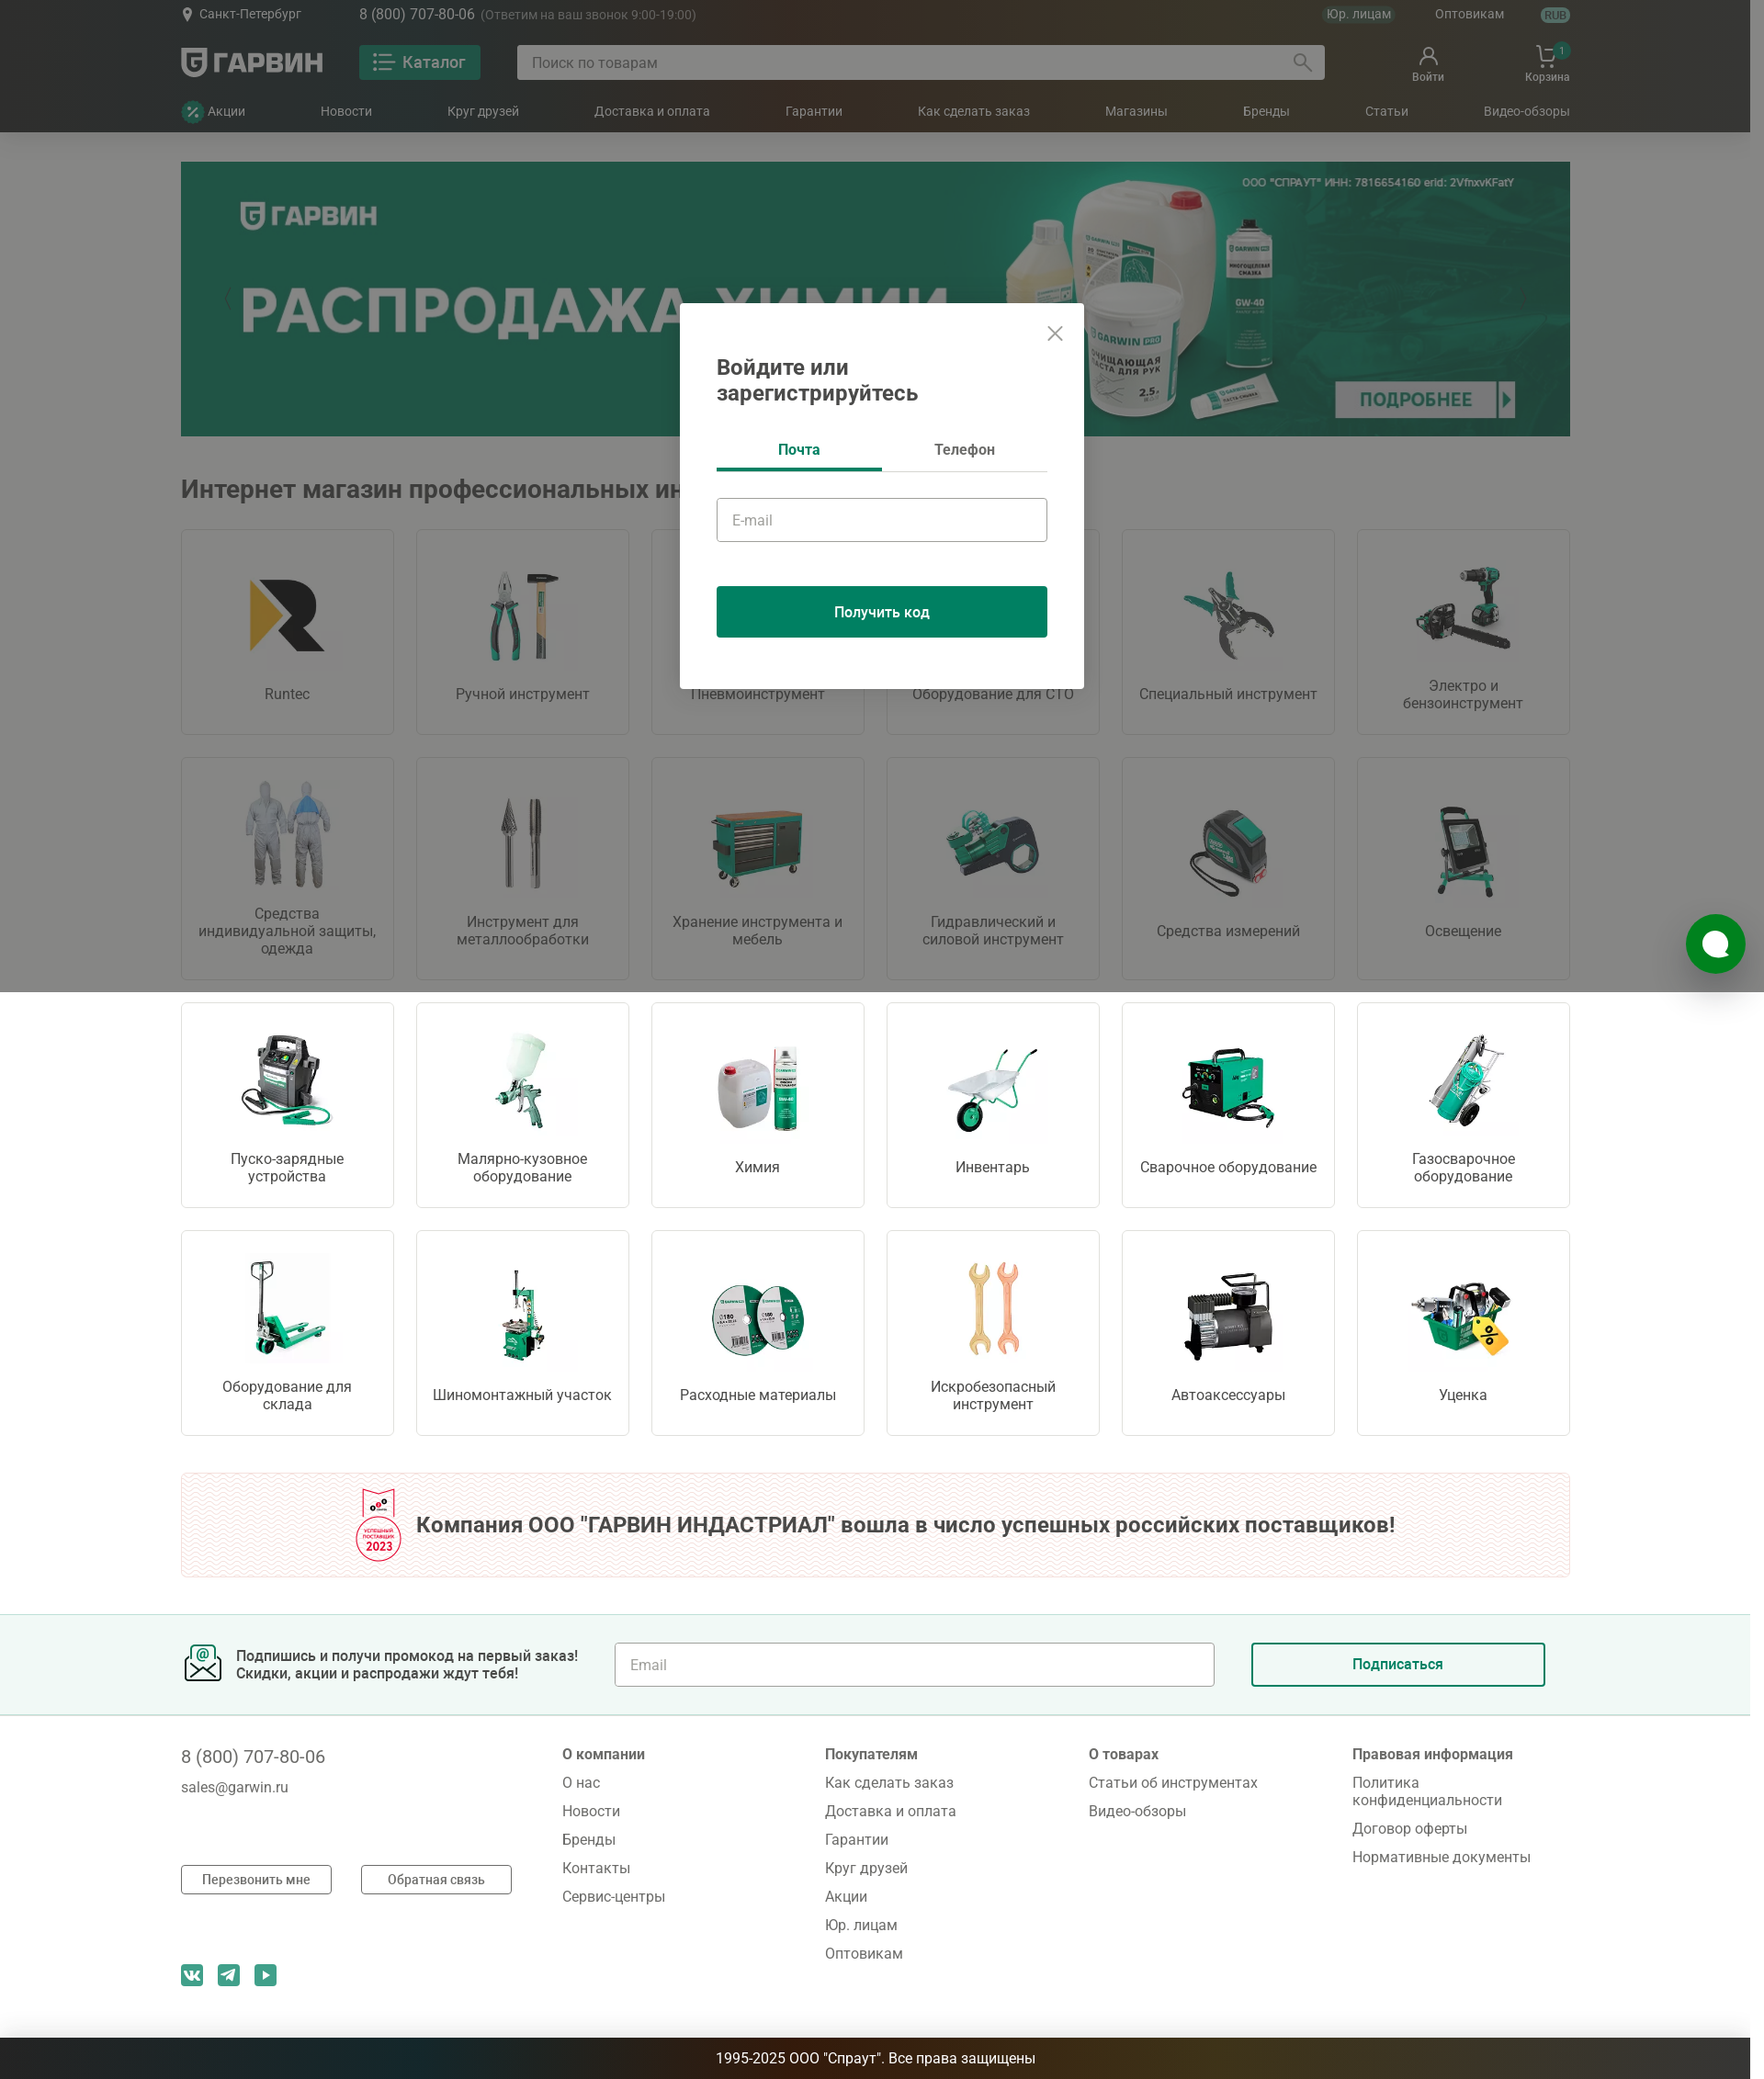 Санкт-Петербург
8 (800) 707-80-06 (Ответим на ваш звонок 9:00-19:00)
Юр. лицам
Оптовикам
RUB
ГАРВИН
Каталог
Поиск по товарам
Войти
1
Корзина
Акции
Новости
Круг друзей
Доставка и оплата
Гарантии
Как сделать заказ
Магазины
Бренды
Статьи
Видео-обзоры
ООО "СПРАУТ" ИНН: 7816654160 erid: 2VfnxvKFatY
ГАРВИН
РАСПРОДАЖА ХИМИИ
GARWIN PRO
GW-40
ПОДРОБНЕЕ
Войдите или
зарегистрируйтесь
Почта
Телефон
E-mail
Получить код
Интернет магазин профессиональных ин
Runtec
Ручной инструмент
Пневмоинструмент
Оборудование для СТО
Специальный инструмент
Электро и
бензоинструмент
Средства
индивидуальной защиты,
одежда
Инструмент для
металлообработки
Хранение инструмента и
мебель
Гидравлический и
силовой инструмент
Средства измерений
Освещение
Пуско-зарядные
устройства
Малярно-кузовное
оборудование
Химия
Инвентарь
Сварочное оборудование
Газосварочное
оборудование
Оборудование для
склада
Шиномонтажный участок
Расходные материалы
Искробезопасный
инструмент
Автоаксессуары
Уценка
УСПЕШНЫЙ
ПОСТАВЩИК
2023
Компания ООО "ГАРВИН ИНДАСТРИАЛ" вошла в число успешных российских поставщиков!
Подпишись и получи промокод на первый заказ!
Скидки, акции и распродажи ждут тебя!
Email
Подписаться
8 (800) 707-80-06
sales@garwin.ru
Перезвонить мне
Обратная связь
О компании
О нас
Новости
Бренды
Контакты
Сервис-центры
Покупателям
Как сделать заказ
Доставка и оплата
Гарантии
Круг друзей
Акции
Юр. лицам
Оптовикам
О товарах
Статьи об инструментах
Видео-обзоры
Правовая информация
Политика
конфиденциальности
Договор оферты
Нормативные документы
1995-2025 ООО "Спраут". Все права защищены